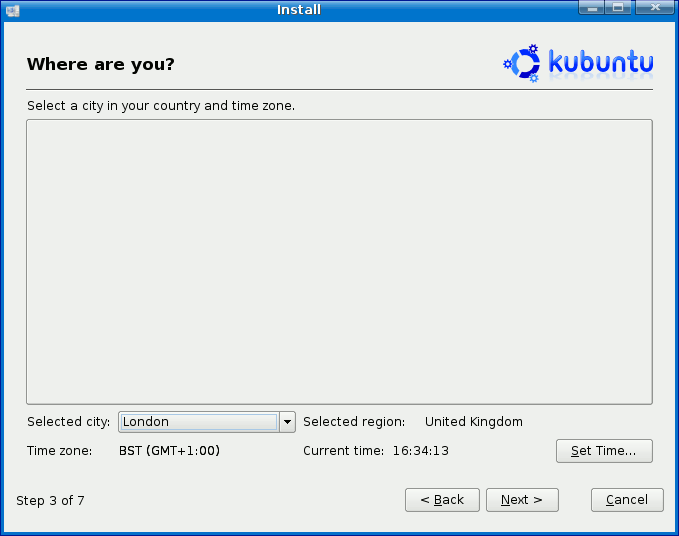 Install
Where are you?
kubuntu
Select a city in your country and time zone.
Selected city: London Selected region: United Kingdom
Time zone: BST (GMT+1:00) Current time: 16:34:13 Set Time...
Step 3 of 7 < Back Next > Cancel